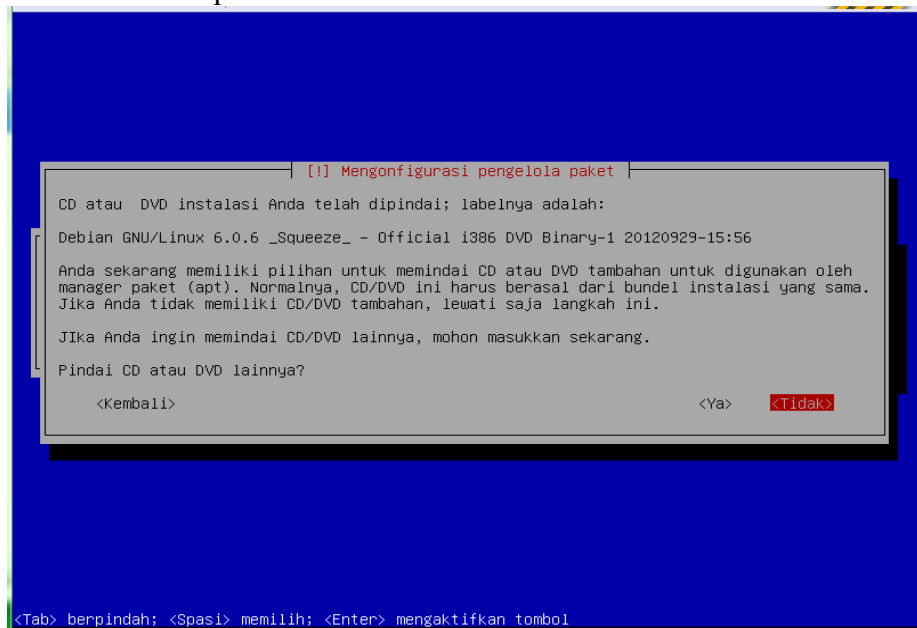 [!] Mengonfigurasi pengelola paket
CD atau  DVD instalasi Anda telah dipindai; labelnya adalah:
Debian GNU/Linux 6.0.6 _Squeeze_ - Official i386 DVD Binary-1 20120929-15:56
Anda sekarang memiliki pilihan untuk memindai CD atau DVD tambahan untuk digunakan oleh
manager paket (apt). Normalnya, CD/DVD ini harus berasal dari bundel instalasi yang sama.
Jika Anda tidak memiliki CD/DVD tambahan, lewati saja langkah ini.
JIka Anda ingin memindai CD/DVD lainnya, mohon masukkan sekarang.
Pindai CD atau DVD lainnya?
<Kembali> <Ya> <Tidak>
<Tab> berpindah; <Spasi> memilih; <Enter> mengaktifkan tombol